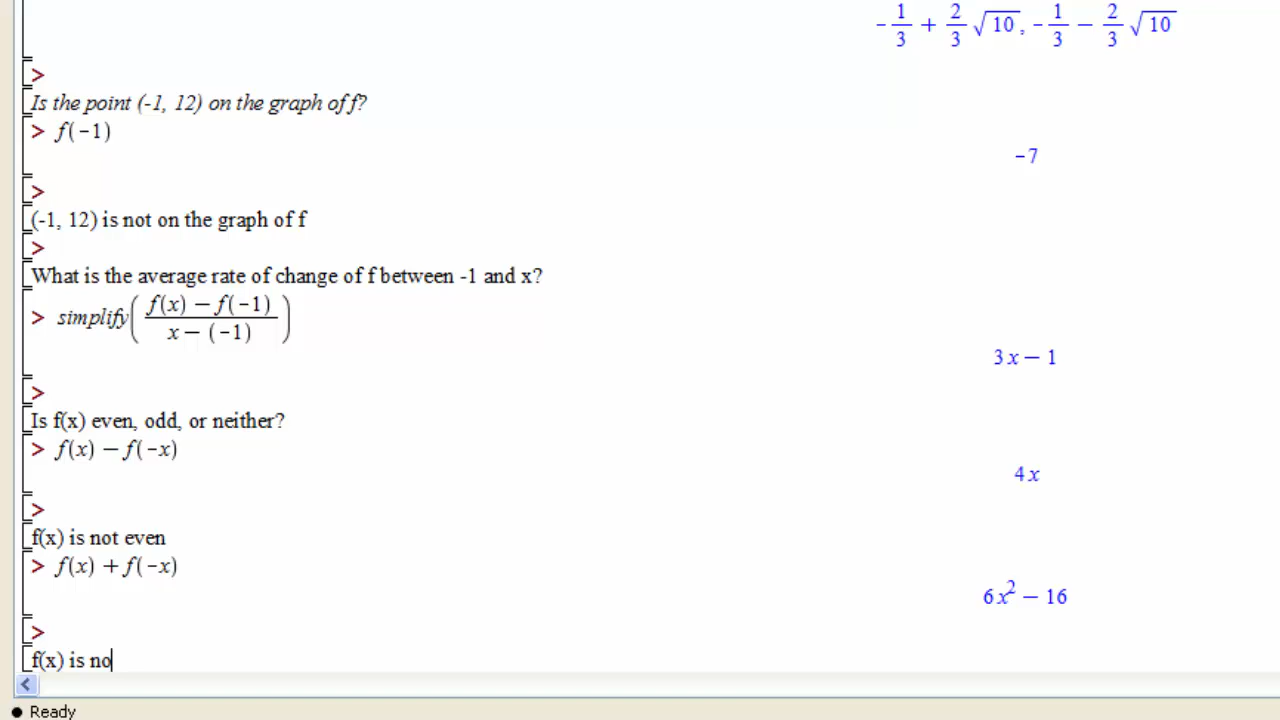 -1/3 + 2/3 √10, -1/3 - 2/3 √10
>
Is the point (-1, 12) on the graph of f?
> f(-1)
-7
>
(-1, 12) is not on the graph of f
>
What is the average rate of change of f between -1 and x?
> simplify((f(x) - f(-1))/(x - (-1)))
3x - 1
>
Is f(x) even, odd, or neither?
> f(x) - f(-x)
4x
>
f(x) is not even
> f(x) + f(-x)
6x² - 16
>
f(x) is no
Ready